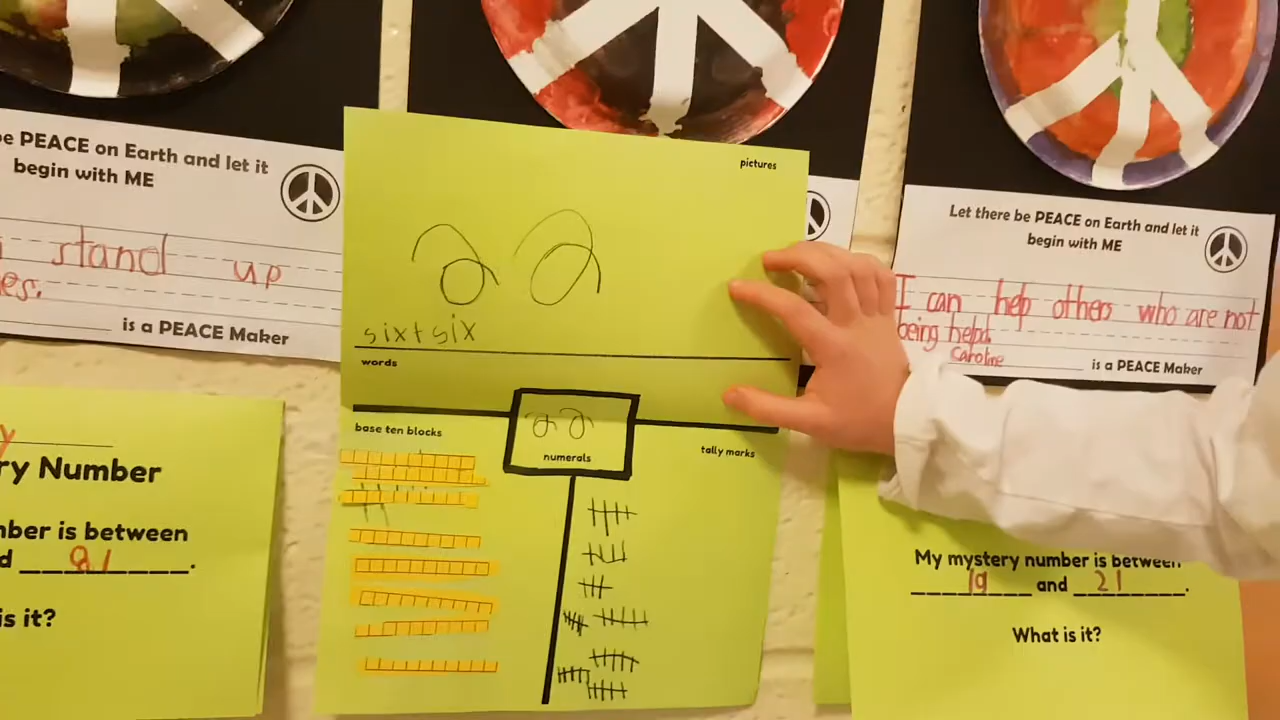 be PEACE on Earth and let it
begin with ME
stand up
es.
is a PEACE Maker
pictures
sixtsix
words
base ten blocks
numerals
tally marks
Let there be PEACE on Earth and let it
begin with ME
I can help others who are not
being helpd.
Caroline
is a PEACE Maker
ry Number
mber is between
d 81.
is it?
My mystery number is between
19 and 21.
What is it?